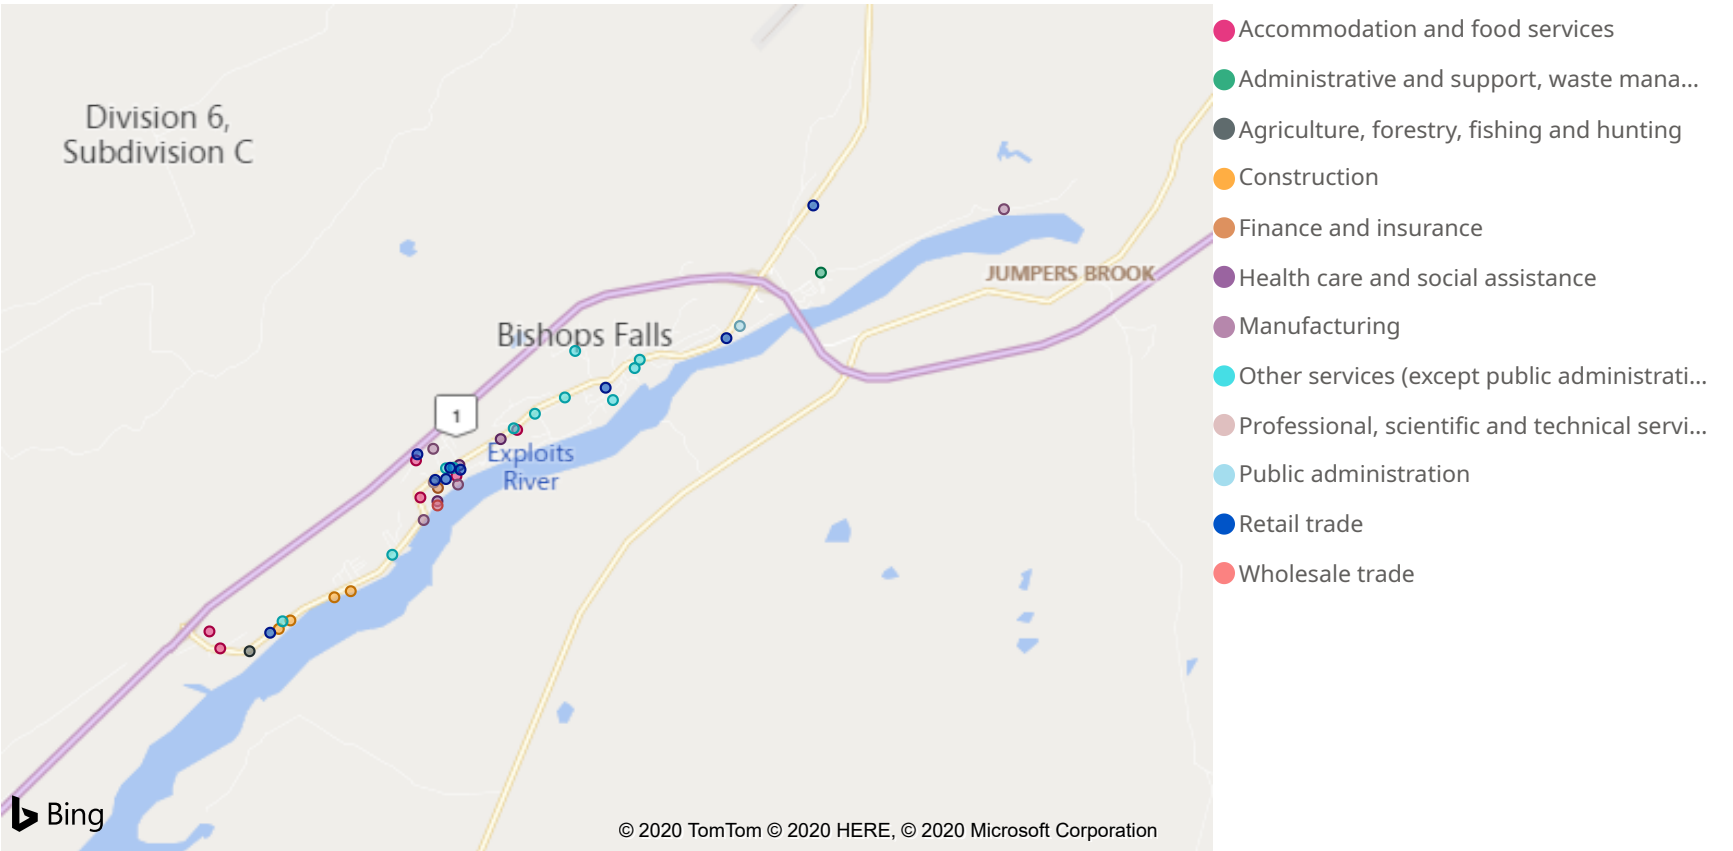 Division 6,
Subdivision C
JUMPERS BROOK
Bishops Falls
1
Exploits
River
Bing
© 2020 TomTom © 2020 HERE, © 2020 Microsoft Corporation
Accommodation and food services
Administrative and support, waste mana...
Agriculture, forestry, fishing and hunting
Construction
Finance and insurance
Health care and social assistance
Manufacturing
Other services (except public administrati...
Professional, scientific and technical servi...
Public administration
Retail trade
Wholesale trade